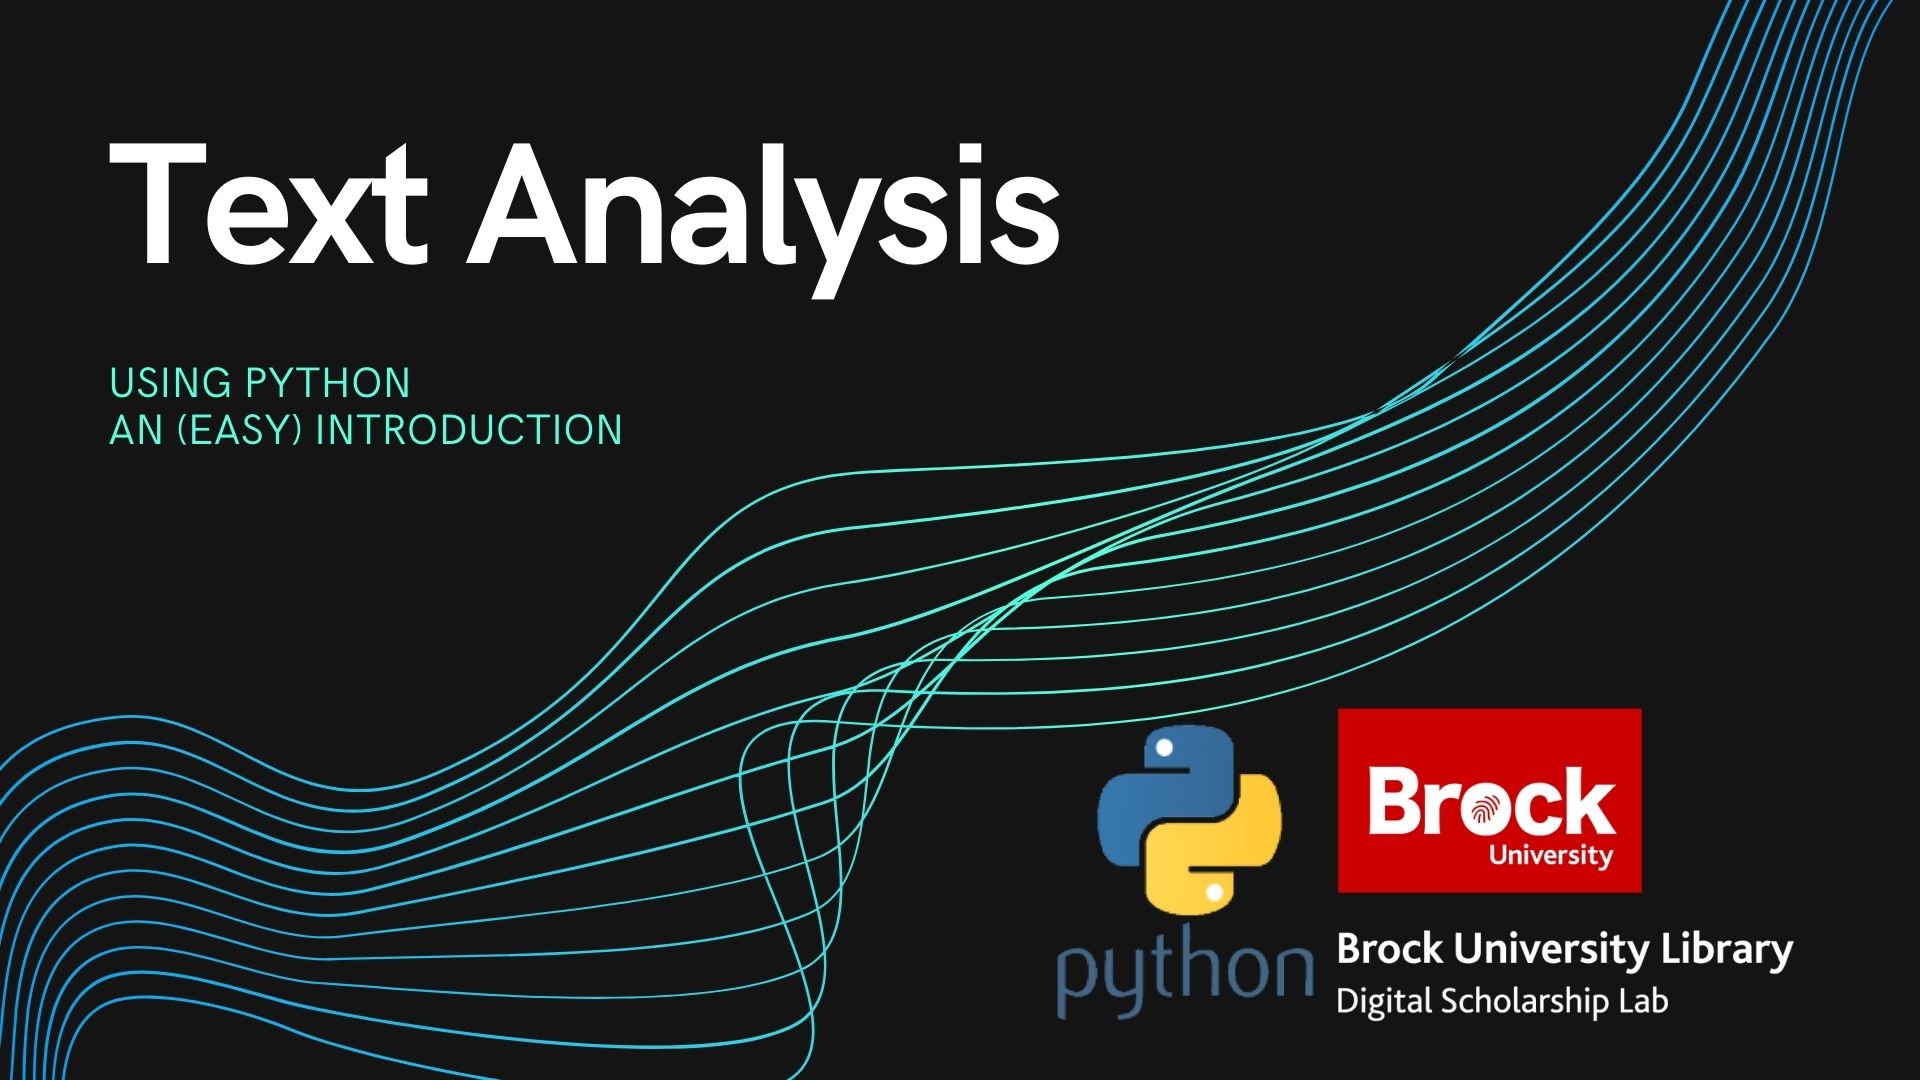 Text Analysis
USING PYTHON
AN (EASY) INTRODUCTION
python
Brock
University
Brock University Library
Digital Scholarship Lab